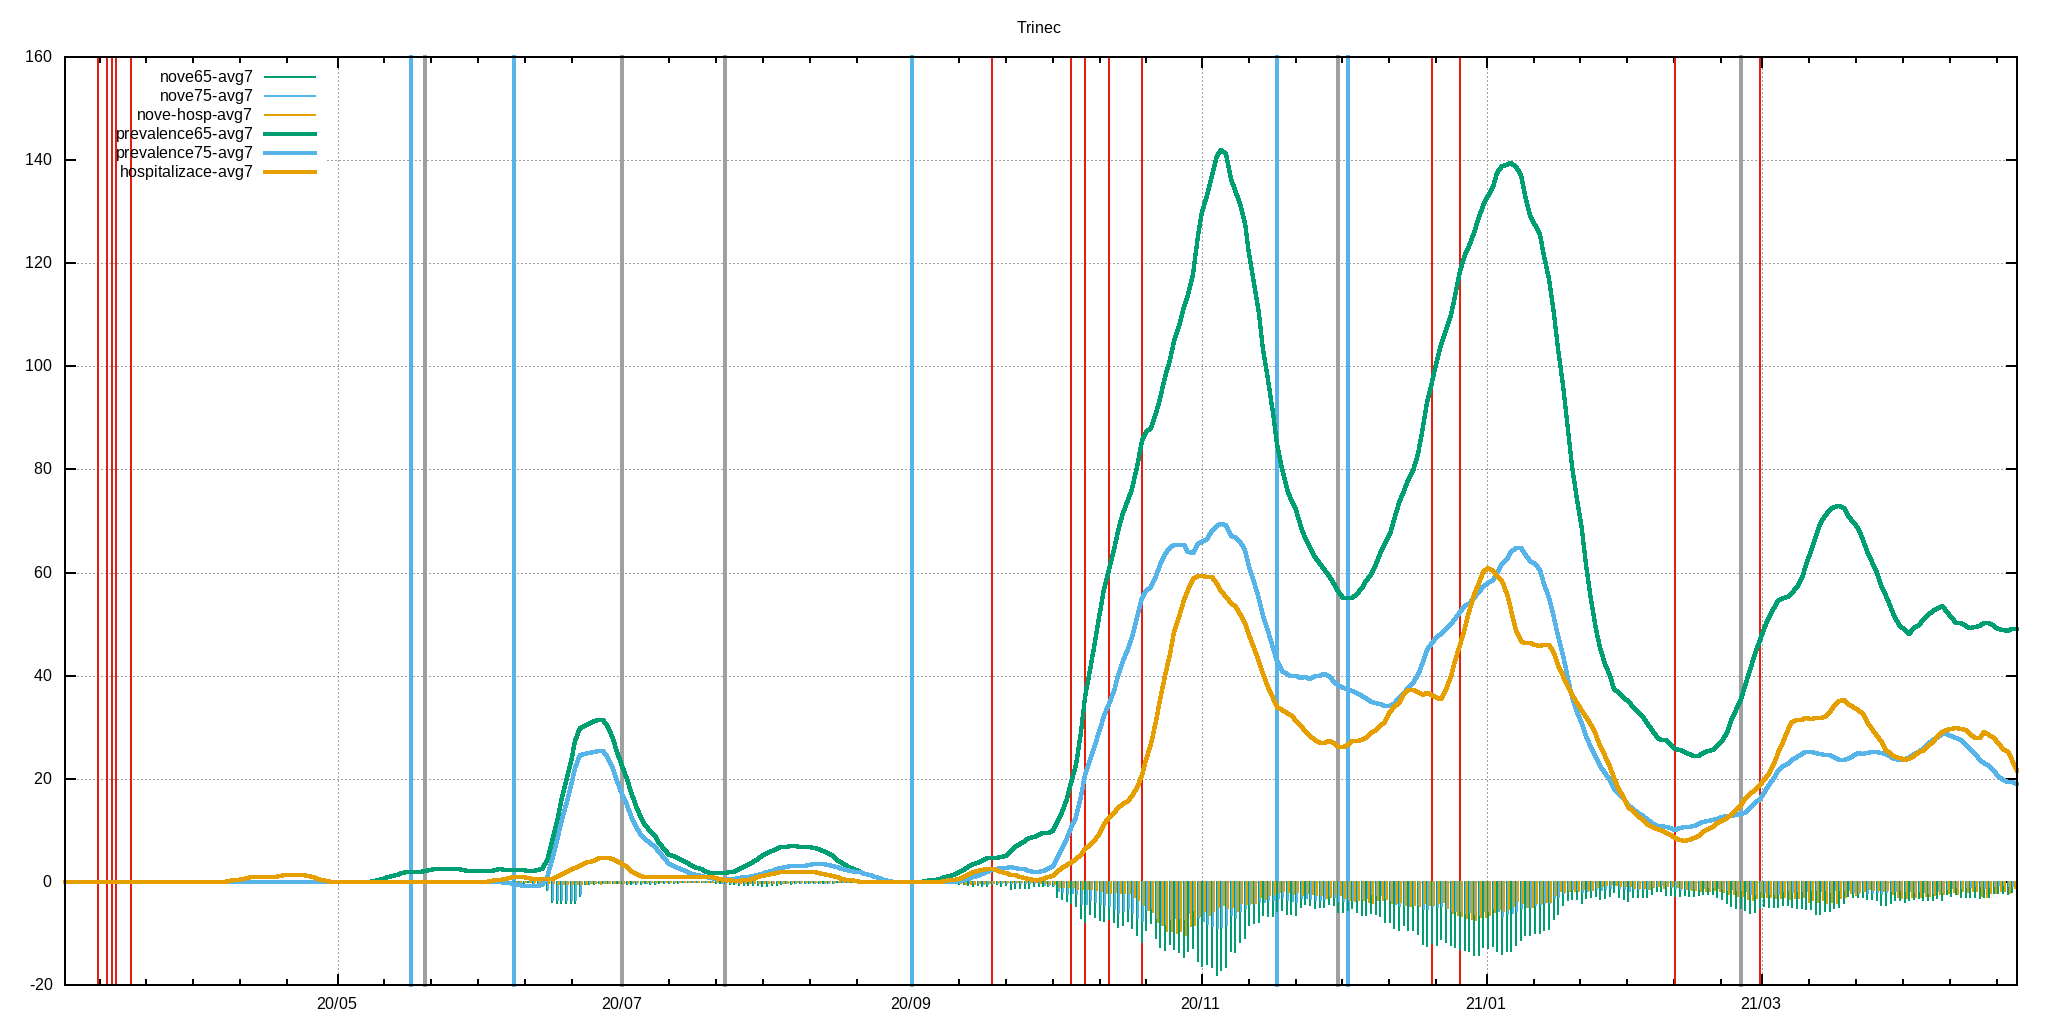 Trinec
160
nove65-avg7
nove75-avg7
nove-hosp-avg7
prevalence65-avg7
prevalence75-avg7
hospitalizace-avg7
140
120
100
80
60
40
20
0
-20
20/05 20/07 20/09 20/11 21/01 21/03